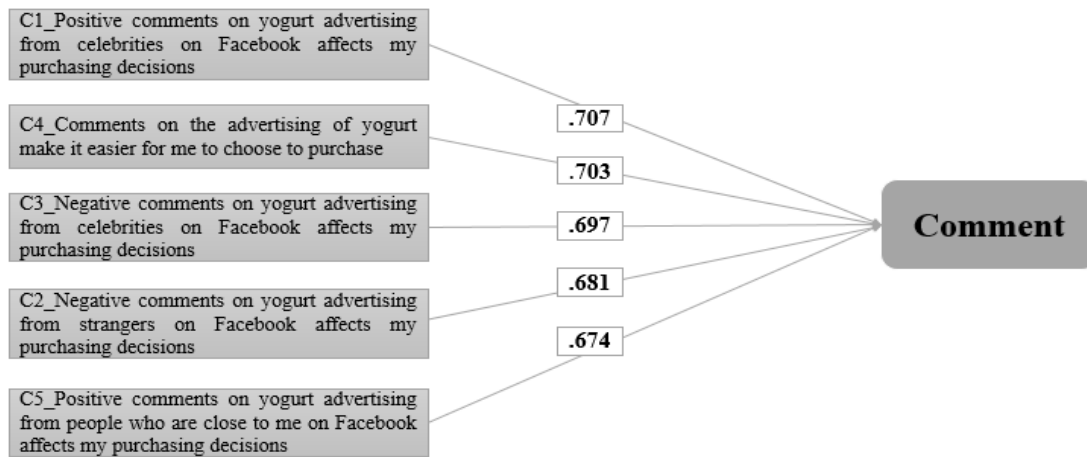 C1_Positive comments on yogurt advertising
from celebrities on Facebook affects my
purchasing decisions
.707
C4_Comments on the advertising of yogurt
make it easier for me to choose to purchase
.703
C3_Negative comments on yogurt advertising
from celebrities on Facebook affects my
purchasing decisions
.697
Comment
C2_Negative comments on yogurt advertising
from strangers on Facebook affects my
purchasing decisions
.681
.674
C5_Positive comments on yogurt advertising
from people who are close to me on Facebook
affects my purchasing decisions